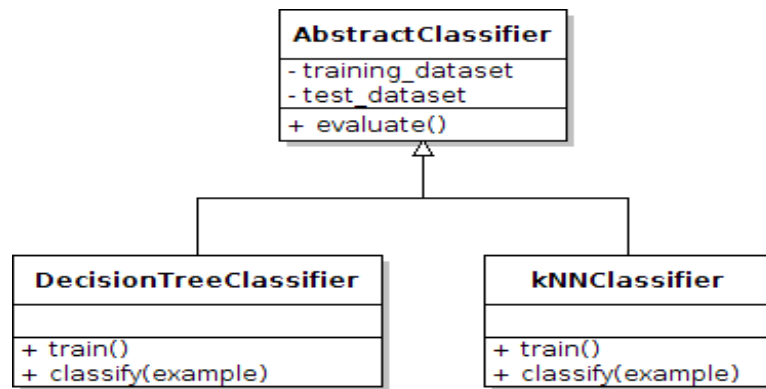 AbstractClassifier
- training_dataset
- test_dataset
+ evaluate()
DecisionTreeClassifier
+ train()
+ classify(example)
kNNClassifier
+ train()
+ classify(example)